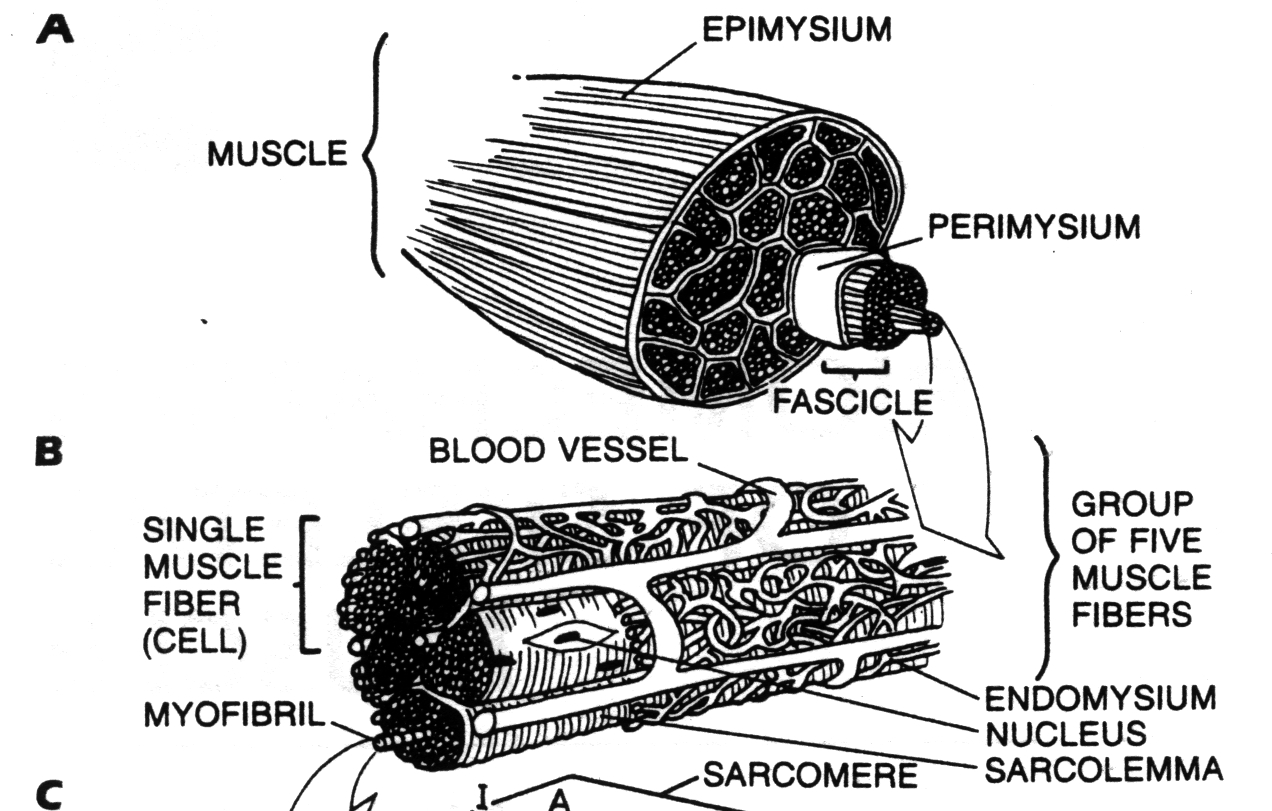 A
EPIMYSIUM
MUSCLE
PERIMYSIUM
FASCICLE
B
BLOOD VESSEL
SINGLE
MUSCLE
FIBER
(CELL)
GROUP
OF FIVE
MUSCLE
FIBERS
MYOFIBRIL
ENDOMYSIUM
NUCLEUS
SARCOLEMMA
C
SARCOMERE
I
A